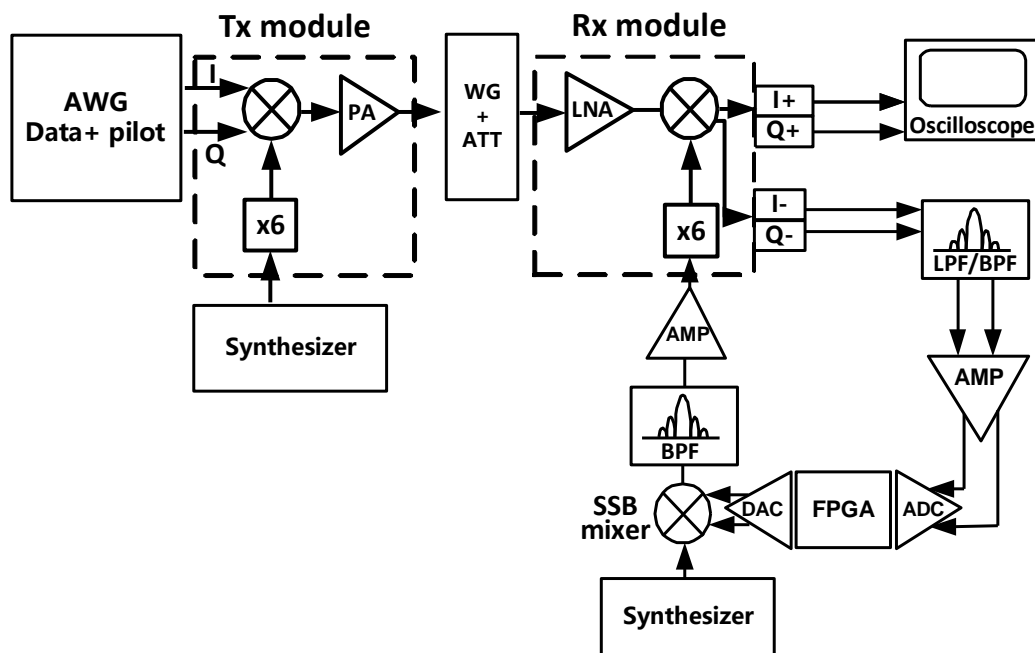 Tx module
Rx module
AWG
Data+ pilot
I
Q
PA
x6
Synthesizer
WG
+
ATT
LNA
x6
I+
Q+
Oscilloscope
I-
Q-
LPF/BPF
AMP
AMP
BPF
SSB
mixer
DAC
FPGA
ADC
Synthesizer